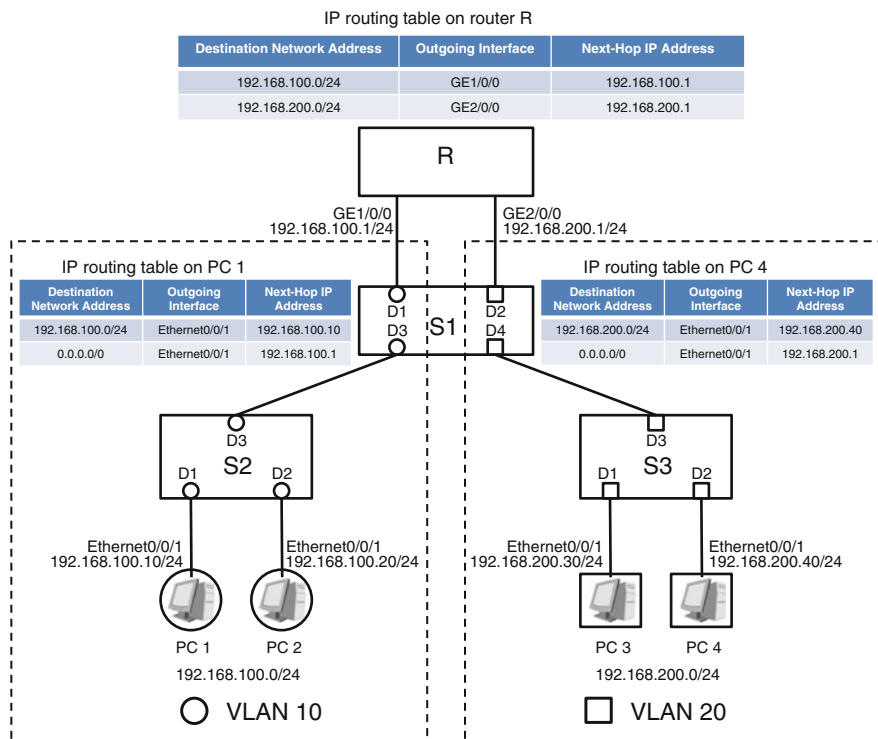 IP routing table on router R
Destination Network Address Outgoing Interface Next-Hop IP Address
192.168.100.0/24 GE1/0/0 192.168.100.1
192.168.200.0/24 GE2/0/0 192.168.200.1
R
GE1/0/0
192.168.100.1/24
GE2/0/0
192.168.200.1/24
IP routing table on PC 1
Destination Network Address Outgoing Interface Next-Hop IP Address
192.168.100.0/24 Ethernet0/0/1 192.168.100.10
0.0.0.0/0 Ethernet0/0/1 192.168.100.1
D1 D2
S1
D3 D4
IP routing table on PC 4
Destination Network Address Outgoing Interface Next-Hop IP Address
192.168.200.0/24 Ethernet0/0/1 192.168.200.40
0.0.0.0/0 Ethernet0/0/1 192.168.200.1
D3
S2
D1 D2
D3
S3
D1 D2
Ethernet0/0/1
192.168.100.10/24
Ethernet0/0/1
192.168.100.20/24
Ethernet0/0/1
192.168.200.30/24
Ethernet0/0/1
192.168.200.40/24
PC 1 PC 2
PC 3 PC 4
192.168.100.0/24
192.168.200.0/24
VLAN 10
VLAN 20